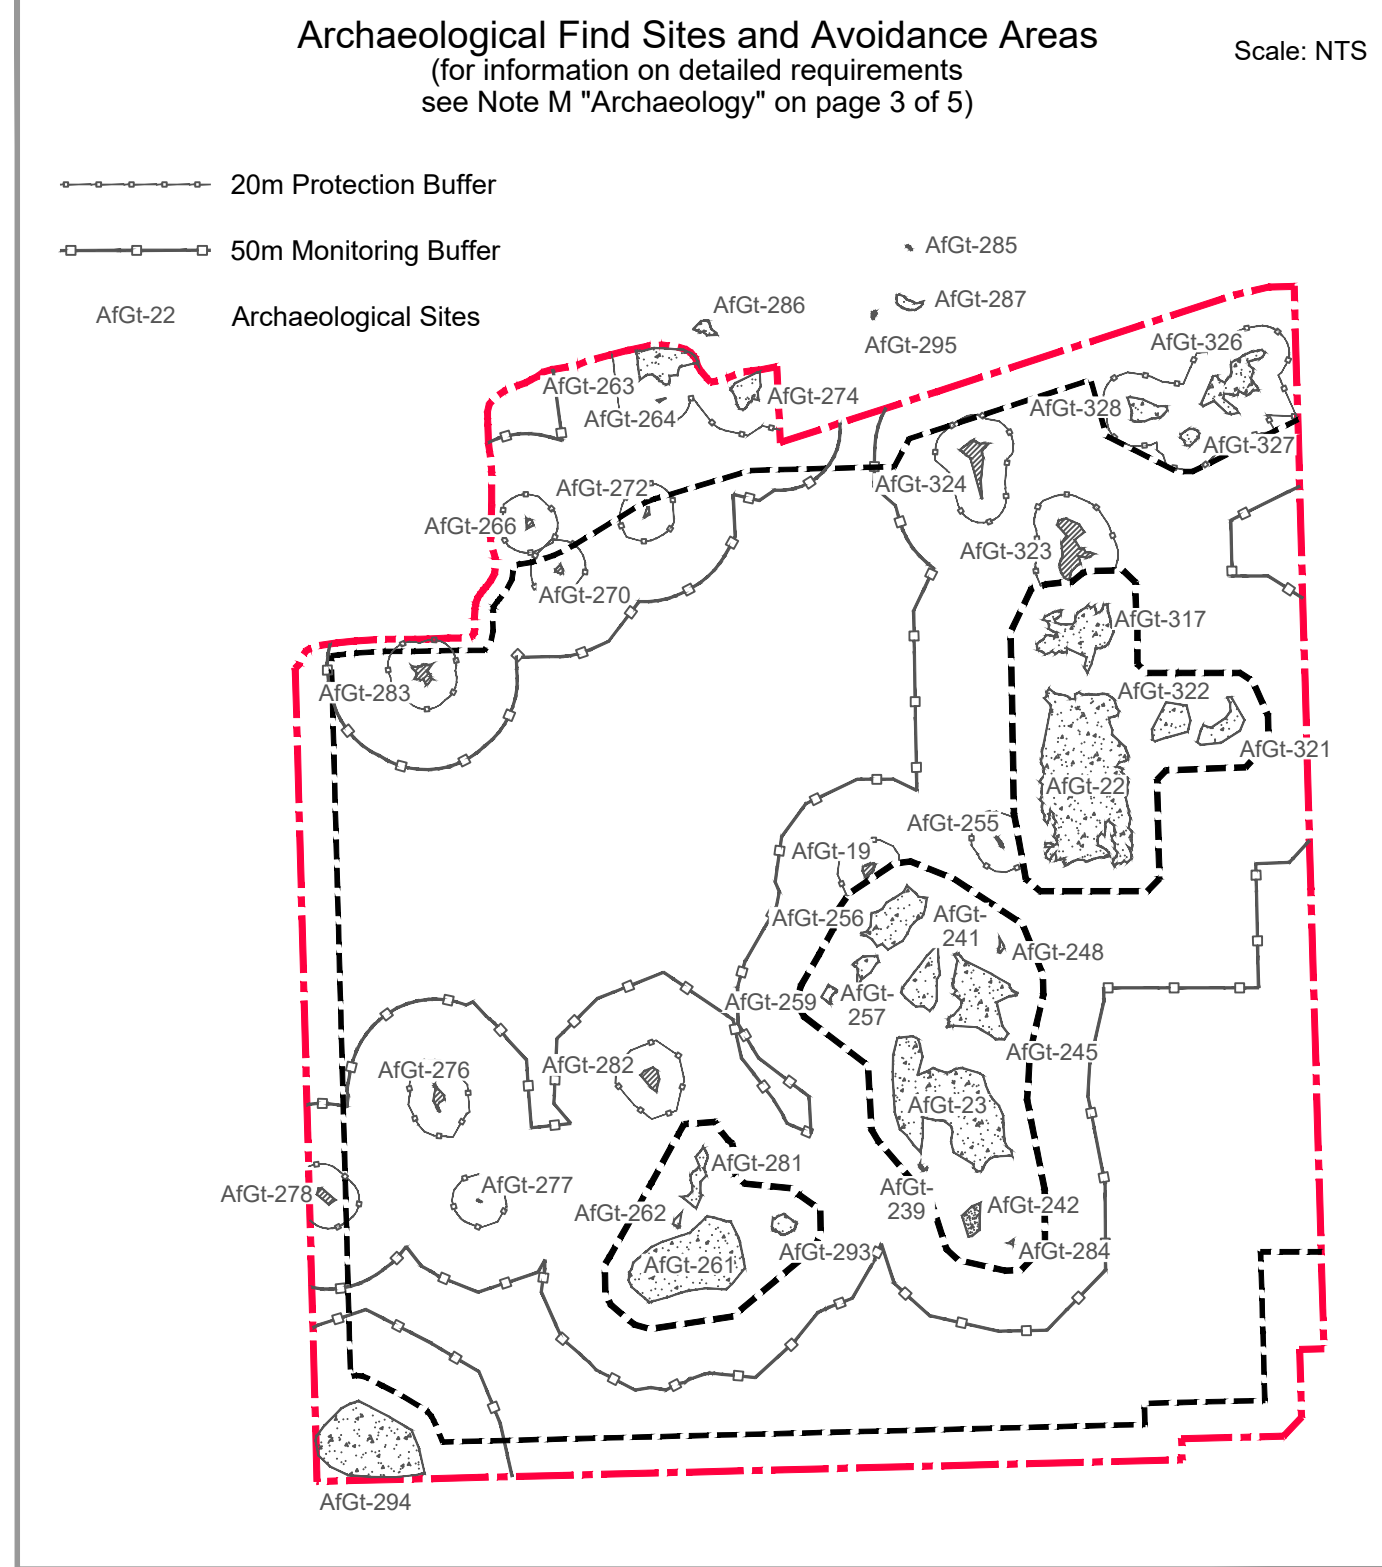 Archaeological Find Sites and Avoidance Areas
(for information on detailed requirements
see Note M "Archaeology" on page 3 of 5)
Scale: NTS
20m Protection Buffer
50m Monitoring Buffer
AfGt-22 Archaeological Sites
AfGt-285
AfGt-287
AfGt-286
AfGt-295
AfGt-326
AfGt-263
AfGt-274
AfGt-264
AfGt-328
AfGt-327
AfGt-324
AfGt-272
AfGt-266
AfGt-323
AfGt-270
AfGt-317
AfGt-283
AfGt-322
AfGt-321
AfGt-22
AfGt-255
AfGt-19
AfGt-256
AfGt-
241
AfGt-248
AfGt-259
AfGt-
257
AfGt-245
AfGt-276
AfGt-282
AfGt-23
AfGt-281
AfGt-278
AfGt-277
AfGt-
239
AfGt-242
AfGt-262
AfGt-293
AfGt-284
AfGt-261
AfGt-294